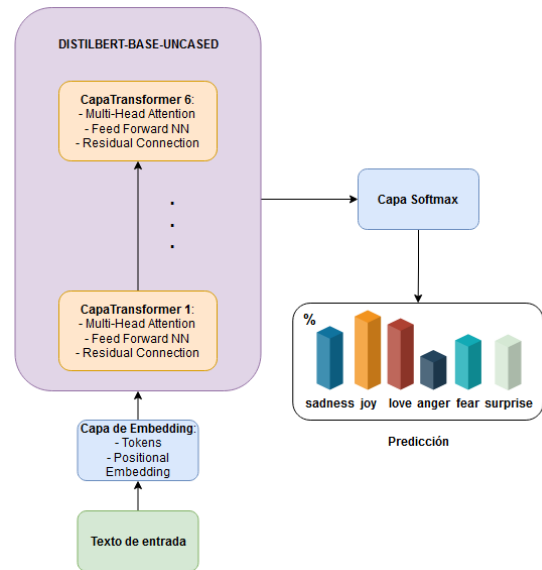 DISTILBERT-BASE-UNCASED
CapaTransformer 6:
- Multi-Head Attention
- Feed Forward NN
- Residual Connection
.
.
.
CapaTransformer 1:
- Multi-Head Attention
- Feed Forward NN
- Residual Connection
Capa de Embedding:
- Tokens
- Positional
Embedding
Texto de entrada
Capa Softmax
%
sadness joy love anger fear surprise
Predicción